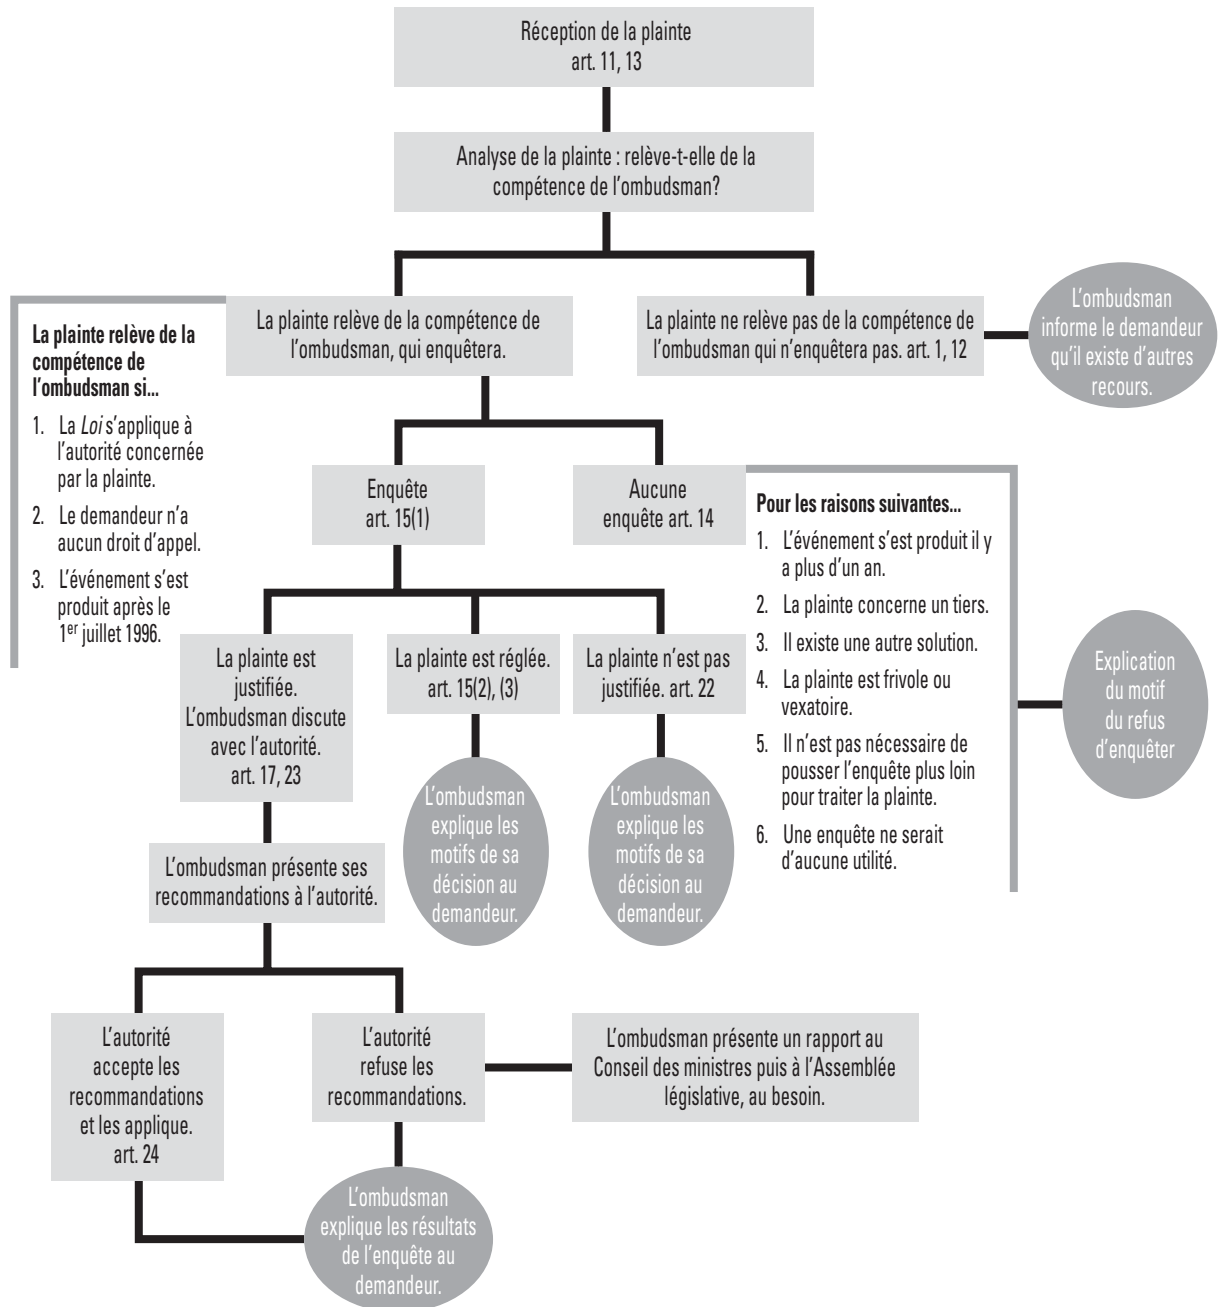 Réception de la plainte
art. 11, 13
Analyse de la plainte : relève-t-elle de la
compétence de l'ombudsman?
La plainte relève de la compétence de
l'ombudsman, qui enquêtera.
La plainte ne relève pas de la compétence de
l'ombudsman qui n'enquêtera pas. art. 1, 12
L'ombudsman
informe le demandeur
qu'il existe d'autres
recours.
La plainte relève de la
compétence de
l'ombudsman si...
1. La Loi s'applique à
l'autorité concernée
par la plainte.
2. Le demandeur n'a
aucun droit d'appel.
3. L'événement s'est
produit après le
1er juillet 1996.
Enquête
art. 15(1)
Aucune
enquête art. 14
Pour les raisons suivantes...
1. L'événement s'est produit il y
a plus d'un an.
2. La plainte concerne un tiers.
3. Il existe une autre solution.
4. La plainte est frivole ou
vexatoire.
5. Il n'est pas nécessaire de
pousser l'enquête plus loin
pour traiter la plainte.
6. Une enquête ne serait
d'aucune utilité.
Explication
du motif
du refus
d'enquêter
La plainte est
justifiée.
L'ombudsman discute
avec l'autorité.
art. 17, 23
La plainte est réglée.
art. 15(2), (3)
La plainte n'est pas
justifiée. art. 22
L'ombudsman
explique les
motifs de sa
décision au
demandeur.
L'ombudsman
explique les
motifs de sa
décision au
demandeur.
L'ombudsman présente ses
recommandations à l'autorité.
L'autorité
accepte les
recommandations
et les applique.
art. 24
L'autorité
refuse les
recommandations.
L'ombudsman présente un rapport au
Conseil des ministres puis à l'Assemblée
législative, au besoin.
L'ombudsman
explique les résultats
de l'enquête au
demandeur.